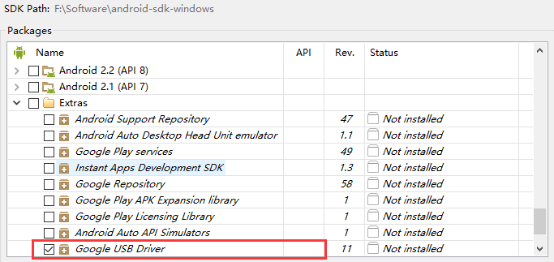 SDK Path: F:\Software\android-sdk-windows
Packages
Name API Rev. Status
Android 2.2 (API 8)
Android 2.1 (API 7)
Extras
Android Support Repository 47 Not installed
Android Auto Desktop Head Unit emulator 1.1 Not installed
Google Play services 49 Not installed
Instant Apps Development SDK 1.3 Not installed
Google Repository 58 Not installed
Google Play APK Expansion library 1 Not installed
Google Play Licensing Library 1 Not installed
Android Auto API Simulators 1 Not installed
Google USB Driver 11 Not installed